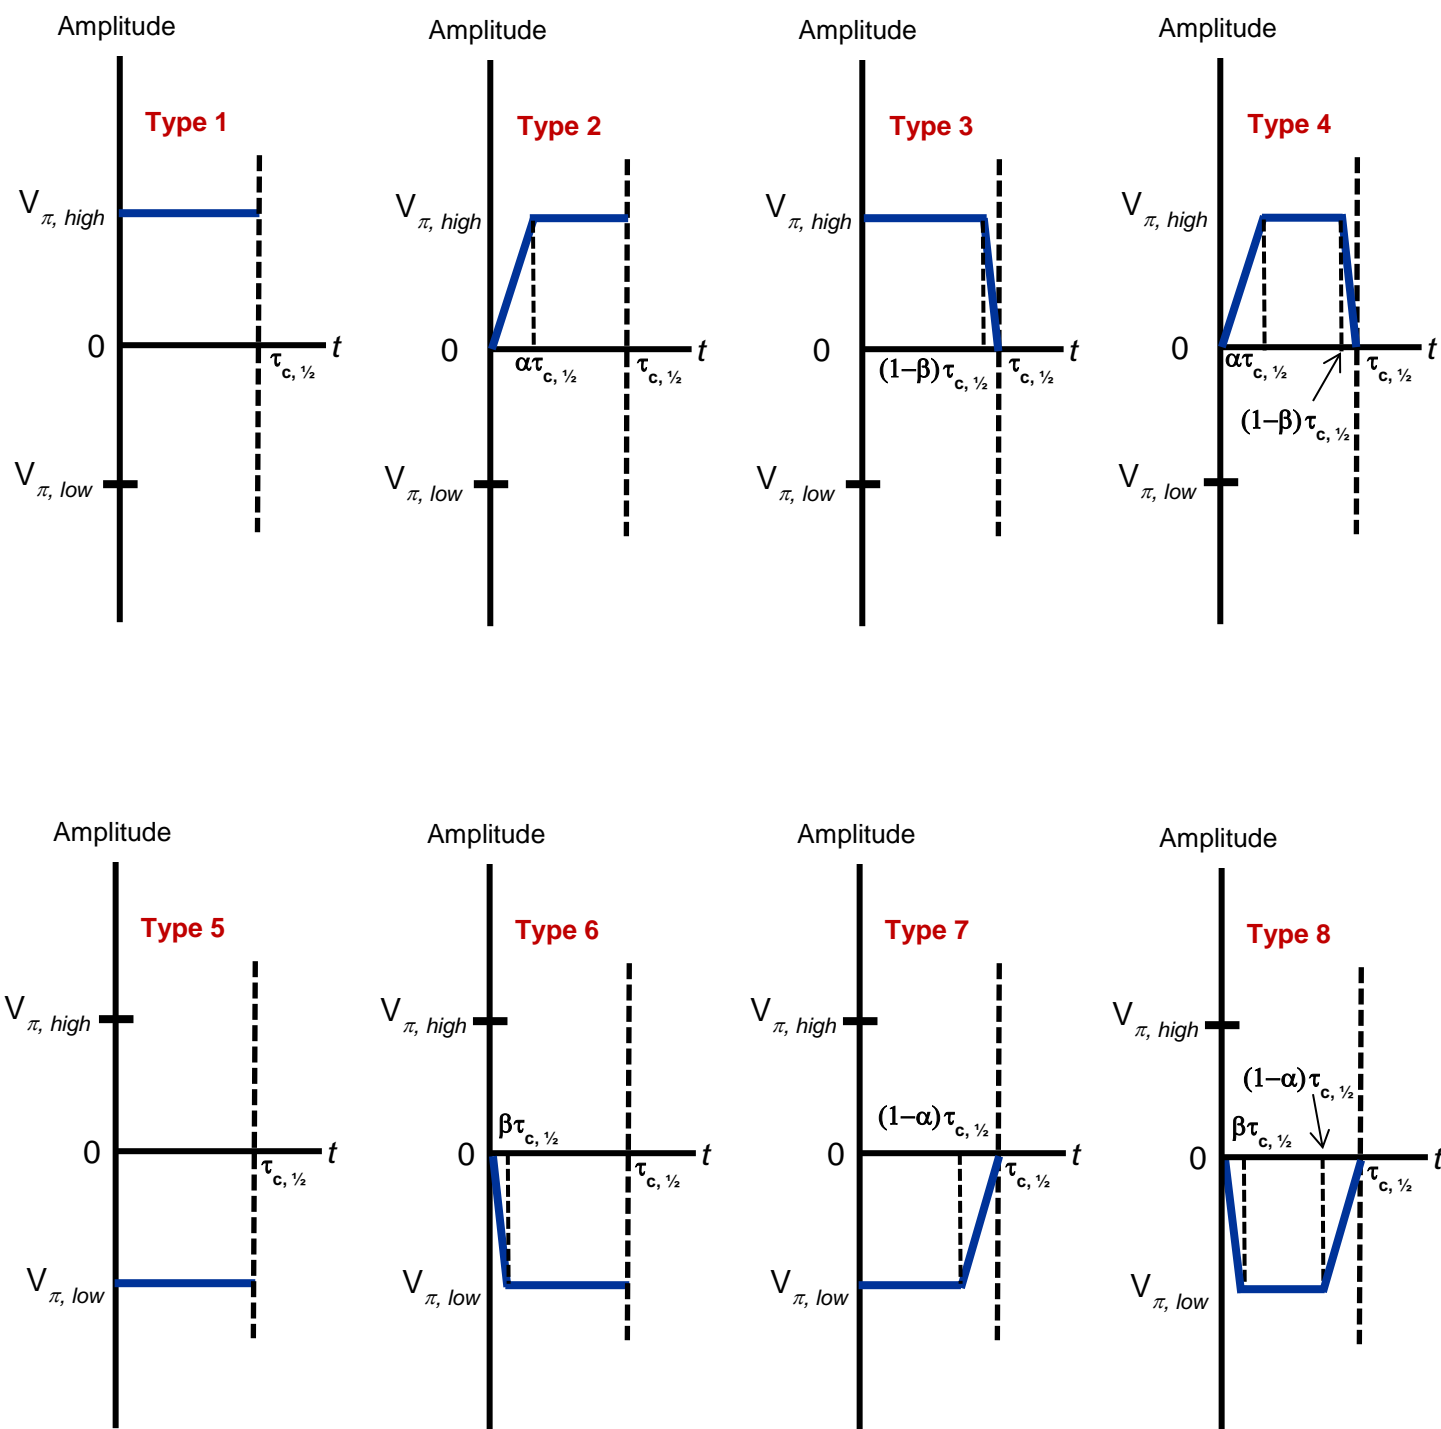 Amplitude
Type 1
V π, high
0
t
τ c, ½
V π, low
Amplitude
Type 2
V π, high
0
t
ατ c, ½
τ c, ½
V π, low
Amplitude
Type 3
V π, high
0
t
(1−β)τ c, ½
τ c, ½
V π, low
Amplitude
Type 4
V π, high
0
t
ατ c, ½
τ c, ½
(1−β)τ c, ½
V π, low
Amplitude
Type 5
V π, high
0
t
τ c, ½
V π, low
Amplitude
Type 6
V π, high
βτ c, ½
0
t
τ c, ½
V π, low
Amplitude
Type 7
V π, high
(1−α)τ c, ½
0
t
τ c, ½
V π, low
Amplitude
Type 8
V π, high
(1−α)τ c, ½
βτ c, ½
0
t
τ c, ½
V π, low